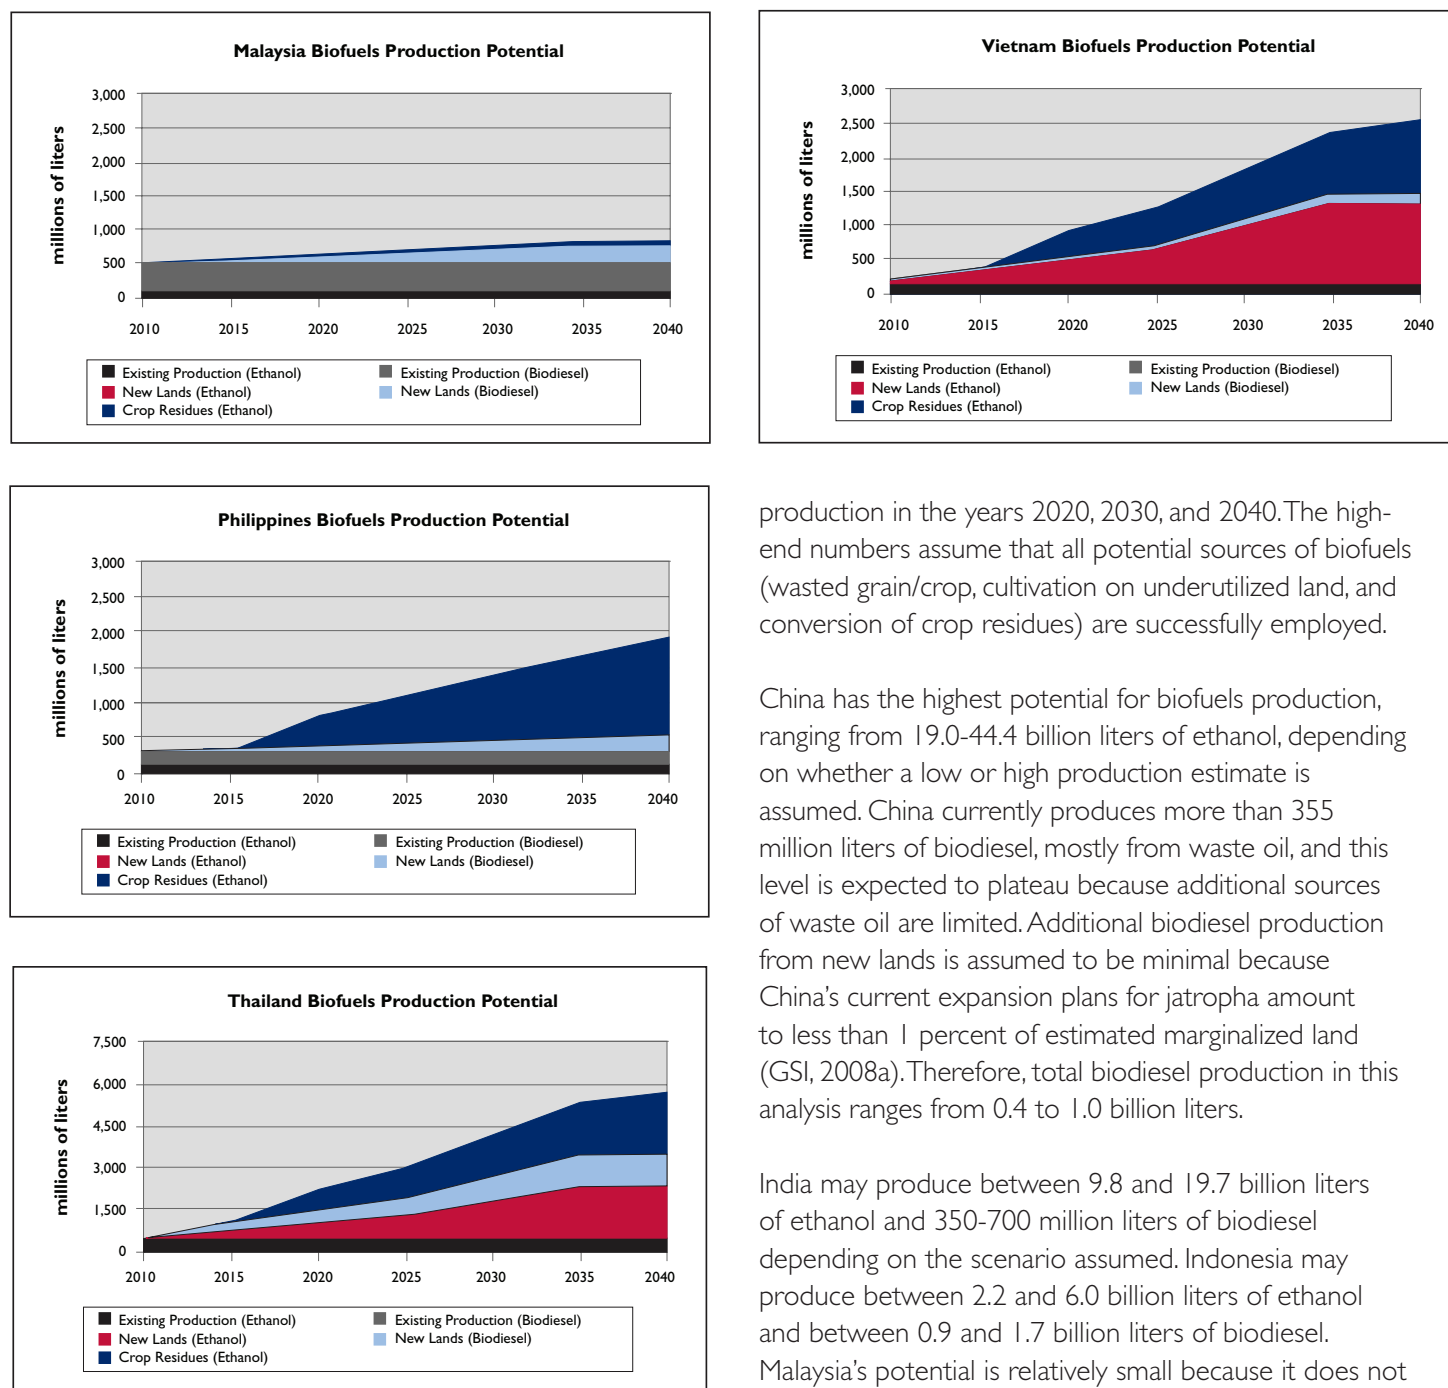 Malaysia Biofuels Production Potential
millions of liters
3,000
2,500
2,000
1,500
1,000
500
0
2010 2015 2020 2025 2030 2035 2040
Existing Production (Ethanol) Existing Production (Biodiesel)
New Lands (Ethanol) New Lands (Biodiesel)
Crop Residues (Ethanol)
Philippines Biofuels Production Potential
millions of liters
3,000
2,500
2,000
1,500
1,000
500
0
2010 2015 2020 2025 2030 2035 2040
Existing Production (Ethanol) Existing Production (Biodiesel)
New Lands (Ethanol) New Lands (Biodiesel)
Crop Residues (Ethanol)
Thailand Biofuels Production Potential
millions of liters
7,500
6,000
4,500
3,000
1,500
0
2010 2015 2020 2025 2030 2035 2040
Existing Production (Ethanol) Existing Production (Biodiesel)
New Lands (Ethanol) New Lands (Biodiesel)
Crop Residues (Ethanol)
Vietnam Biofuels Production Potential
millions of liters
3,000
2,500
2,000
1,500
1,000
500
0
2010 2015 2020 2025 2030 2035 2040
Existing Production (Ethanol) Existing Production (Biodiesel)
New Lands (Ethanol) New Lands (Biodiesel)
Crop Residues (Ethanol)
production in the years 2020, 2030, and 2040. The high-
end numbers assume that all potential sources of biofuels
(wasted grain/crop, cultivation on underutilized land, and
conversion of crop residues) are successfully employed.
China has the highest potential for biofuels production,
ranging from 19.0-44.4 billion liters of ethanol, depending
on whether a low or high production estimate is
assumed. China currently produces more than 355
million liters of biodiesel, mostly from waste oil, and this
level is expected to plateau because additional sources
of waste oil are limited. Additional biodiesel production
from new lands is assumed to be minimal because
China's current expansion plans for jatropha amount
to less than 1 percent of estimated marginalized land
(GSI, 2008a). Therefore, total biodiesel production in this
analysis ranges from 0.4 to 1.0 billion liters.
India may produce between 9.8 and 19.7 billion liters
of ethanol and 350-700 million liters of biodiesel
depending on the scenario assumed. Indonesia may
produce between 2.2 and 6.0 billion liters of ethanol
and between 0.9 and 1.7 billion liters of biodiesel.
Malaysia's potential is relatively small because it does not